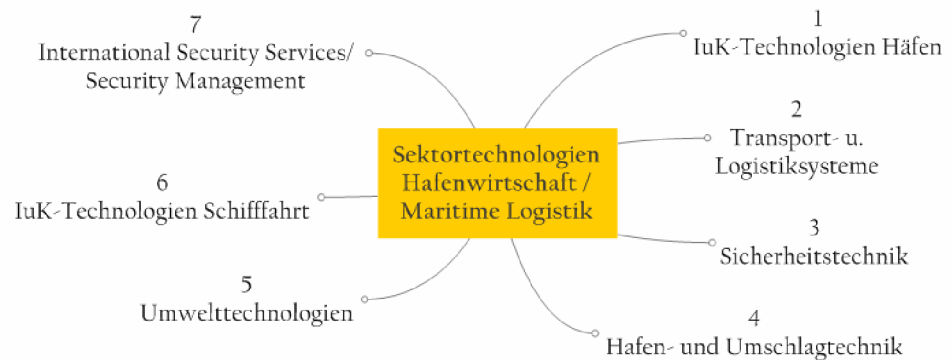 7
International Security Services/
Security Management
1
IuK-Technologien Häfen
2
Transport- u.
Logistiksysteme
Sektortechnologien
Hafenwirtschaft /
Maritime Logistik
6
IuK-Technologien Schifffahrt
3
Sicherheitstechnik
5
Umwelttechnologien
4
Hafen- und Umschlagtechnik